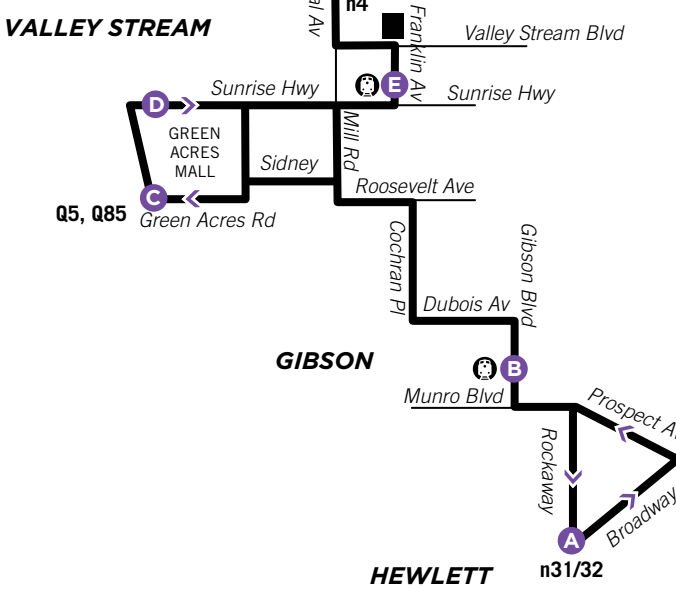 n4
Franklin Av
VALLEY STREAM
Valley Stream Blvd
E
Sunrise Hwy
Sunrise Hwy
D
GREEN
ACRES
MALL
Mill Rd
Sidney
Roosevelt Ave
C
Q5, Q85
Green Acres Rd
Cochran Pl
Gibson Blvd
Dubois Av
GIBSON
B
Munro Blvd
Prospect
Rockaway
Broadway
A
HEWLETT
n31/32